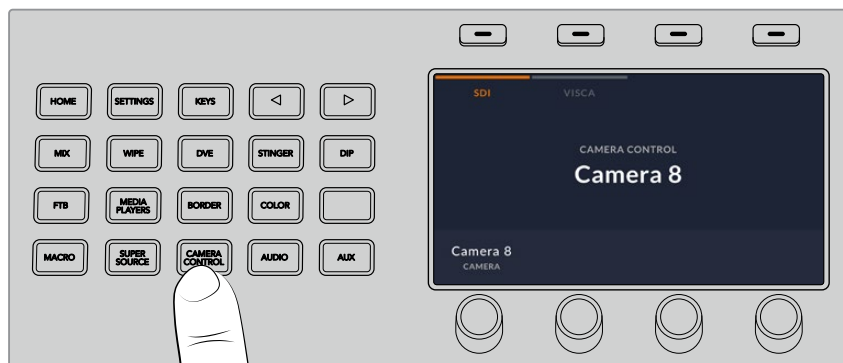 HOME SETTINGS KEYS
MIX WIPE DVE STINGER DIP
FTB MEDIA PLAYERS BORDER COLOR
MACRO SUPER SOURCE CAMERA CONTROL AUDIO AUX
SDI VISCA
CAMERA CONTROL
Camera 8
Camera 8
CAMERA